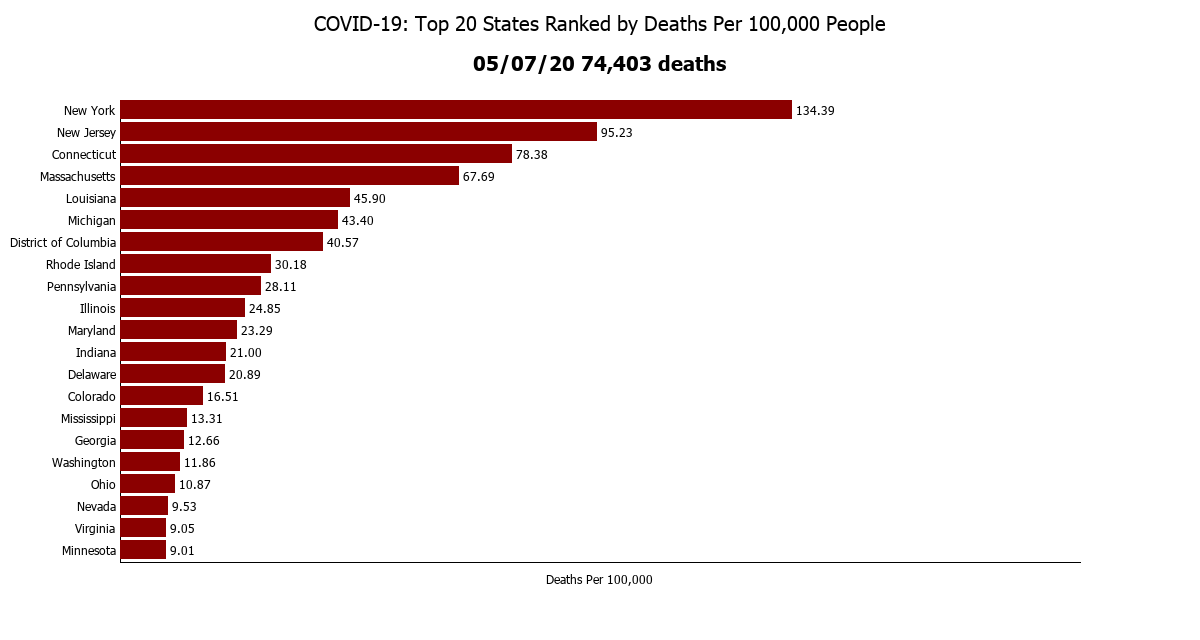 COVID-19: Top 20 States Ranked by Deaths Per 100,000 People
05/07/20 74,403 deaths
New York 134.39
New Jersey 95.23
Connecticut 78.38
Massachusetts 67.69
Louisiana 45.90
Michigan 43.40
District of Columbia 40.57
Rhode Island 30.18
Pennsylvania 28.11
Illinois 24.85
Maryland 23.29
Indiana 21.00
Delaware 20.89
Colorado 16.51
Mississippi 13.31
Georgia 12.66
Washington 11.86
Ohio 10.87
Nevada 9.53
Virginia 9.05
Minnesota 9.01
Deaths Per 100,000